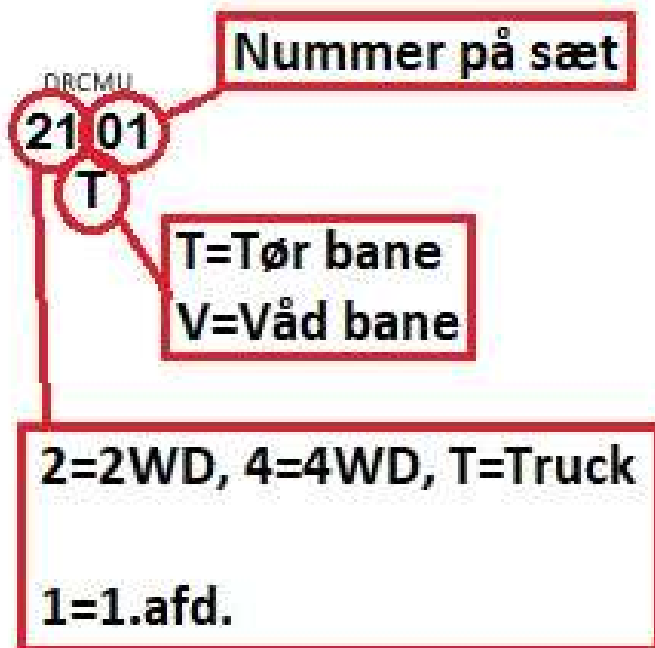 Nummer på sæt
DRCMU
21 01
T
T=Tør bane
V=Våd bane
2=2WD, 4=4WD, T=Truck
1=1.afd.